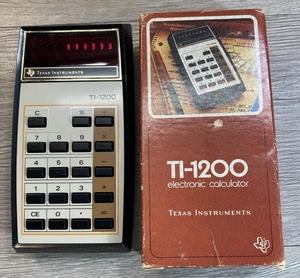 333333
TEXAS INSTRUMENTS
TI-1200
C % ÷
7 8 9 ×
4 5 6 −
1 2 3 +
CE 0 · =
TI-1200
electronic calculator
TEXAS INSTRUMENTS